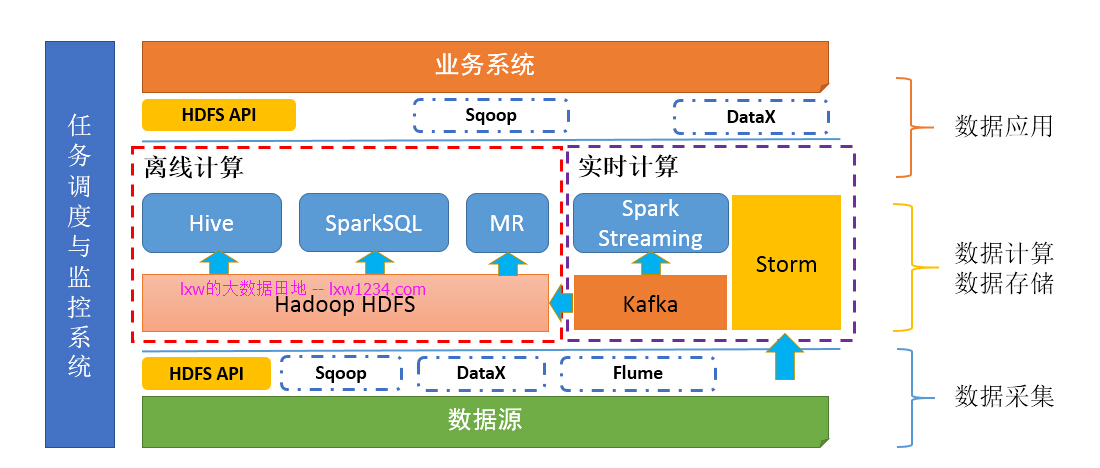 任务调度与监控系统
业务系统
HDFS API
Sqoop
DataX
数据应用
离线计算
实时计算
Hive
SparkSQL
MR
Spark
Streaming
Storm
数据计算
数据存储
lxw的大数据田地 -- lxw1234.com
Hadoop HDFS
Kafka
HDFS API
Sqoop
DataX
Flume
数据采集
数据源